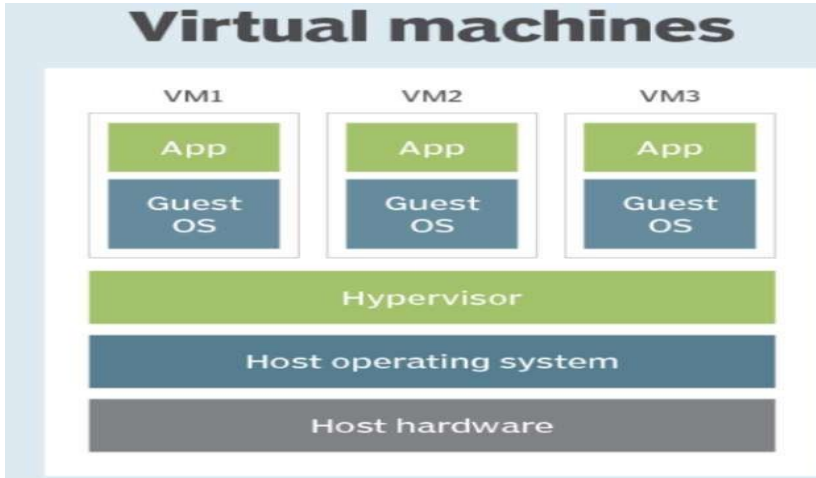 Virtual machines
VM1 VM2 VM3
App App App
Guest Guest Guest
OS OS OS
Hypervisor
Host operating system
Host hardware